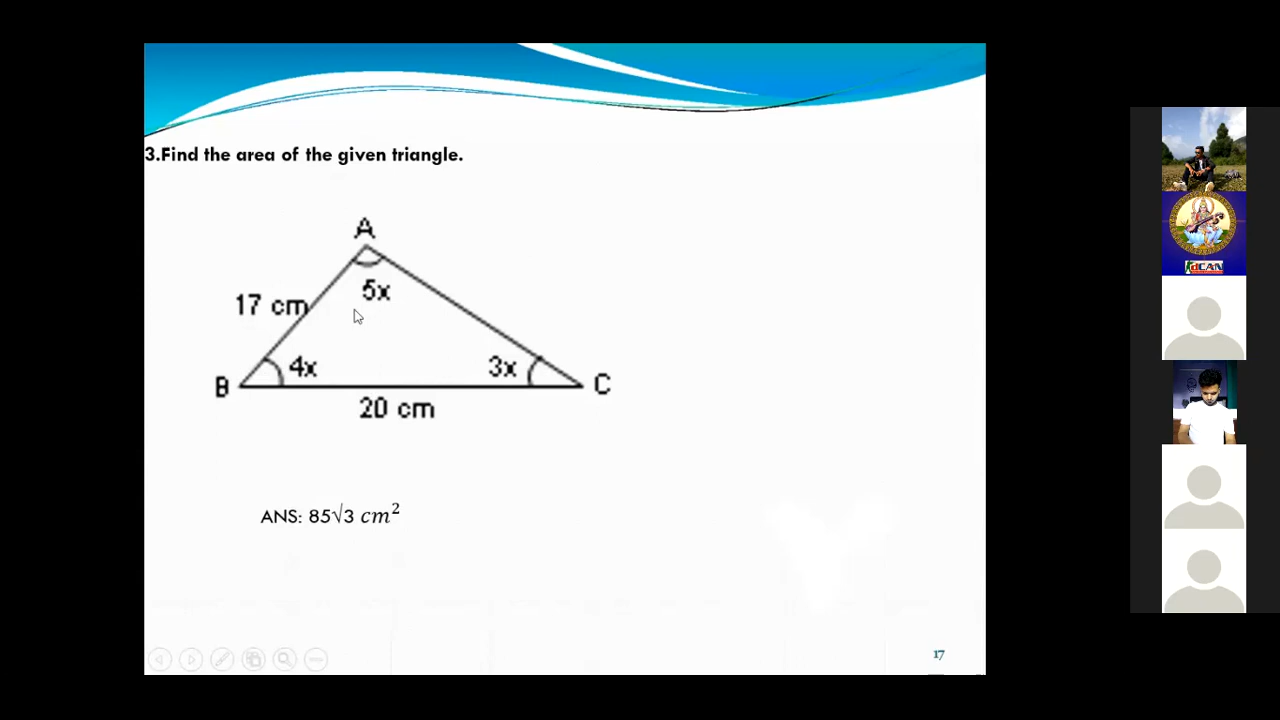 3.Find the area of the given triangle.
A
17 cm
5x
B
4x
3x
C
20 cm
ANS: 85√3 cm²
17